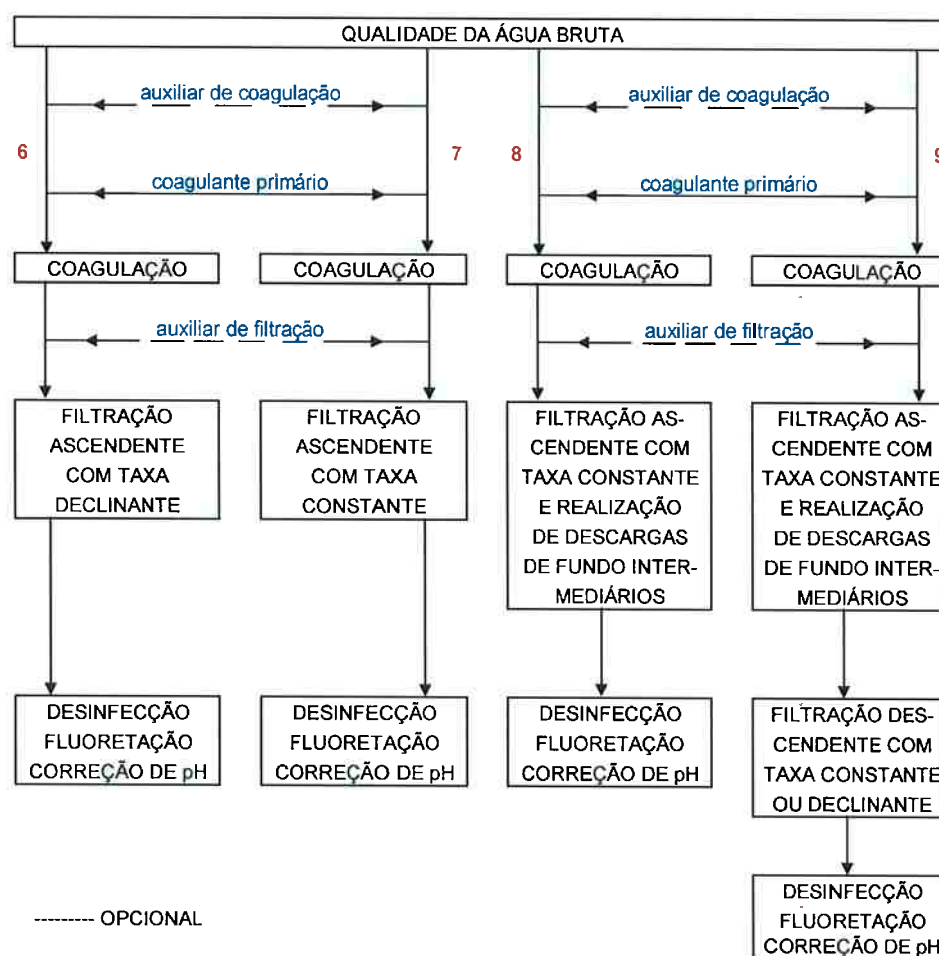 QUALIDADE DA ÁGUA BRUTA
auxiliar de coagulação
auxiliar de coagulação
6
7
8
9
coagulante primário
coagulante primário
COAGULAÇÃO
COAGULAÇÃO
COAGULAÇÃO
COAGULAÇÃO
auxiliar de filtração
auxiliar de filtração
FILTRAÇÃO
ASCENDENTE
COM TAXA
DECLINANTE
FILTRAÇÃO
ASCENDENTE
COM TAXA
CONSTANTE
FILTRAÇÃO AS-
CENDENTE COM
TAXA CONSTANTE
E REALIZAÇÃO
DE DESCARGAS
DE FUNDO INTER-
MEDIÁRIOS
FILTRAÇÃO AS-
CENDENTE COM
TAXA CONSTANTE
E REALIZAÇÃO
DE DESCARGAS
DE FUNDO INTER-
MEDIÁRIOS
DESINFECÇÃO
FLUORETAÇÃO
CORREÇÃO DE pH
DESINFECÇÃO
FLUORETAÇÃO
CORREÇÃO DE pH
DESINFECÇÃO
FLUORETAÇÃO
CORREÇÃO DE pH
FILTRAÇÃO DES-
CENDENTE COM
TAXA CONSTANTE
OU DECLINANTE
DESINFECÇÃO
FLUORETAÇÃO
CORREÇÃO DE pH
--------- OPCIONAL